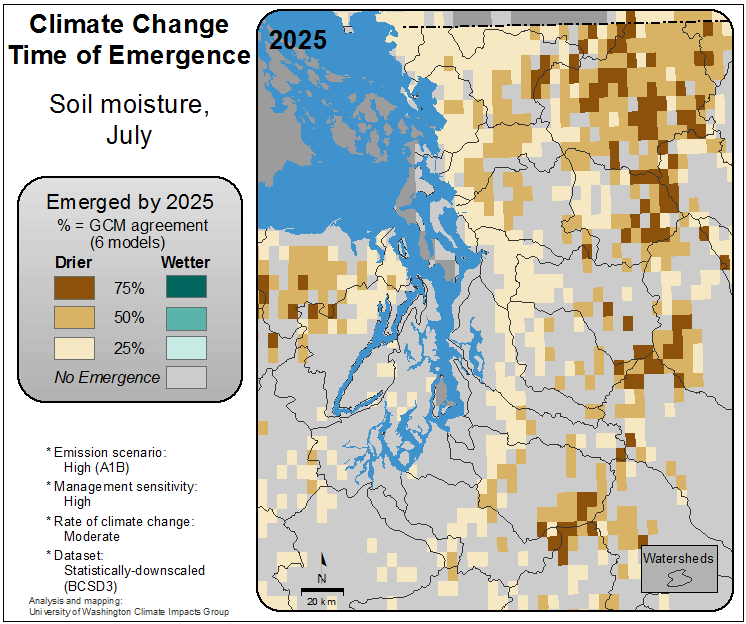 Climate Change
Time of Emergence
Soil moisture,
July
Emerged by 2025
% = GCM agreement
(6 models)
Drier Wetter
75%
50%
25%
No Emergence
* Emission scenario:
High (A1B)
* Management sensitivity:
High
* Rate of climate change:
Moderate
* Dataset:
Statistically-downscaled
(BCSD3)
Analysis and mapping:
University of Washington Climate Impacts Group
2025
N
20 km
Watersheds